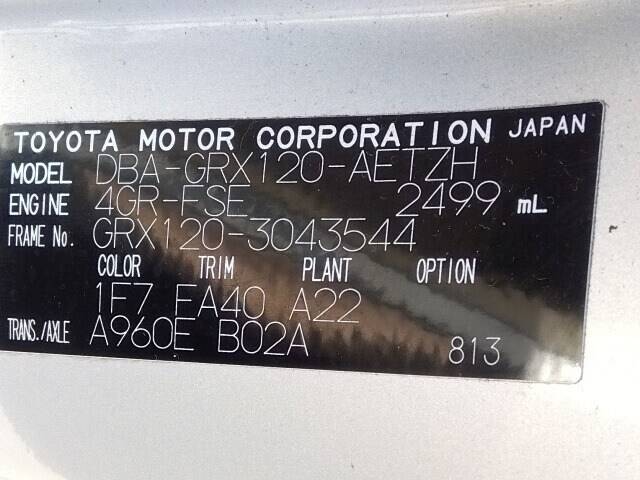 TOYOTA MOTOR CORPORATION JAPAN
MODEL DBA-GRX120-AETZH
ENGINE 4GR-FSE 2499 mL
FRAME No. GRX120-3043544
COLOR TRIM PLANT OPTION
1F7 FA40 A22
TRANS./AXLE A960E B02A
813